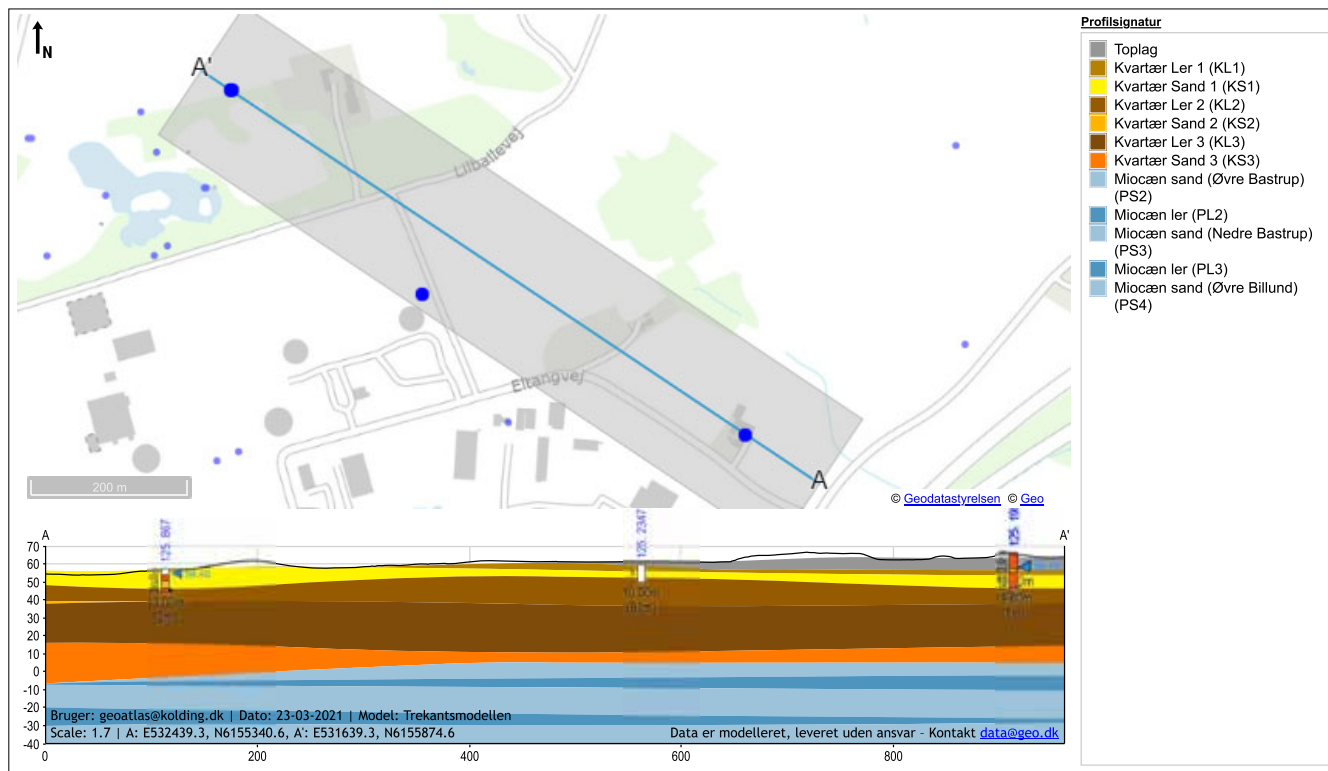 N
A'
Lilballevej
Eltangvej
A
200 m
© Geodatastyrelsen © Geo
Profilsignatur
Toplag
Kvartær Ler 1 (KL1)
Kvartær Sand 1 (KS1)
Kvartær Ler 2 (KL2)
Kvartær Sand 2 (KS2)
Kvartær Ler 3 (KL3)
Kvartær Sand 3 (KS3)
Miocæn sand (Øvre Bastrup)
(PS2)
Miocæn ler (PL2)
Miocæn sand (Nedre Bastrup)
(PS3)
Miocæn ler (PL3)
Miocæn sand (Øvre Billund)
(PS4)
A
A'
125. 867
125. 2347
70
60
50
40
30
20
10
0
-10
-20
-30
-40
10.00m
Bruger: geoatlas@kolding.dk | Dato: 23-03-2021 | Model: Trekantsmodellen
Scale: 1.7 | A: E532439.3, N6155340.6, A': E531639.3, N6155874.6
Data er modelleret, leveret uden ansvar - Kontakt data@geo.dk
0
200
400
600
800